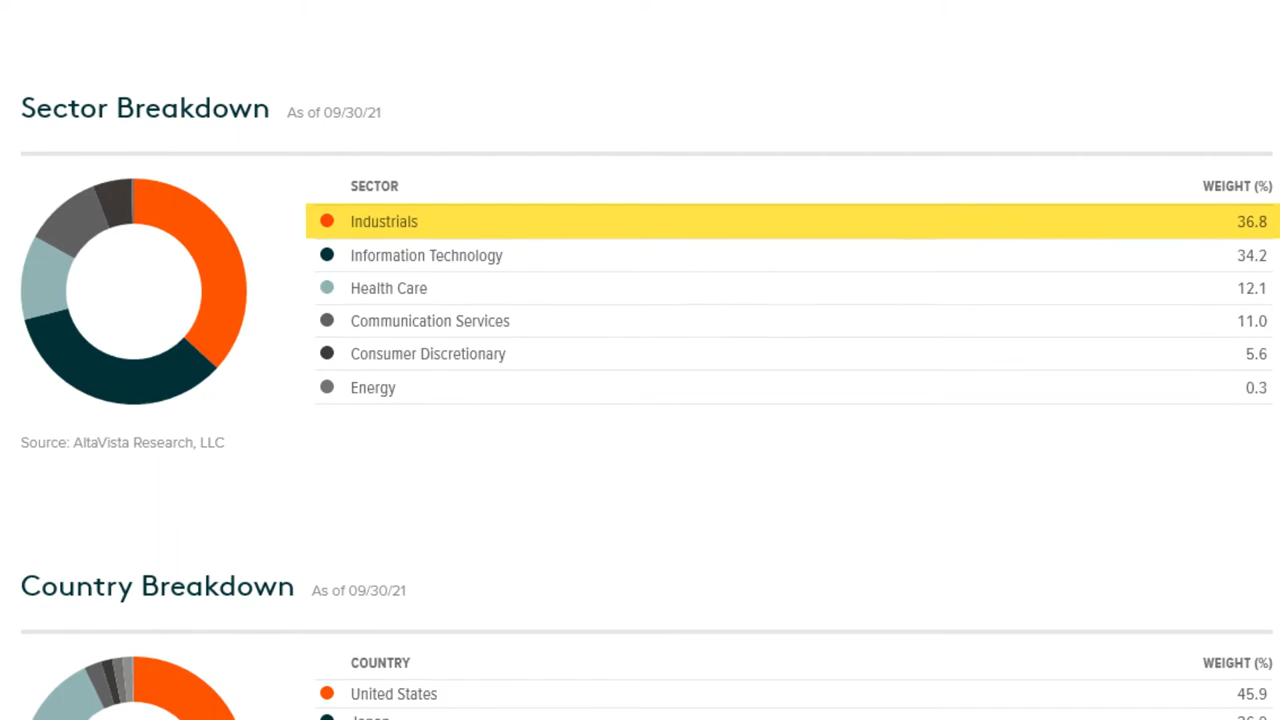 Sector Breakdown As of 09/30/21
SECTOR WEIGHT (%)
Industrials 36.8
Information Technology 34.2
Health Care 12.1
Communication Services 11.0
Consumer Discretionary 5.6
Energy 0.3
Source: AltaVista Research, LLC
Country Breakdown As of 09/30/21
COUNTRY WEIGHT (%)
United States 45.9